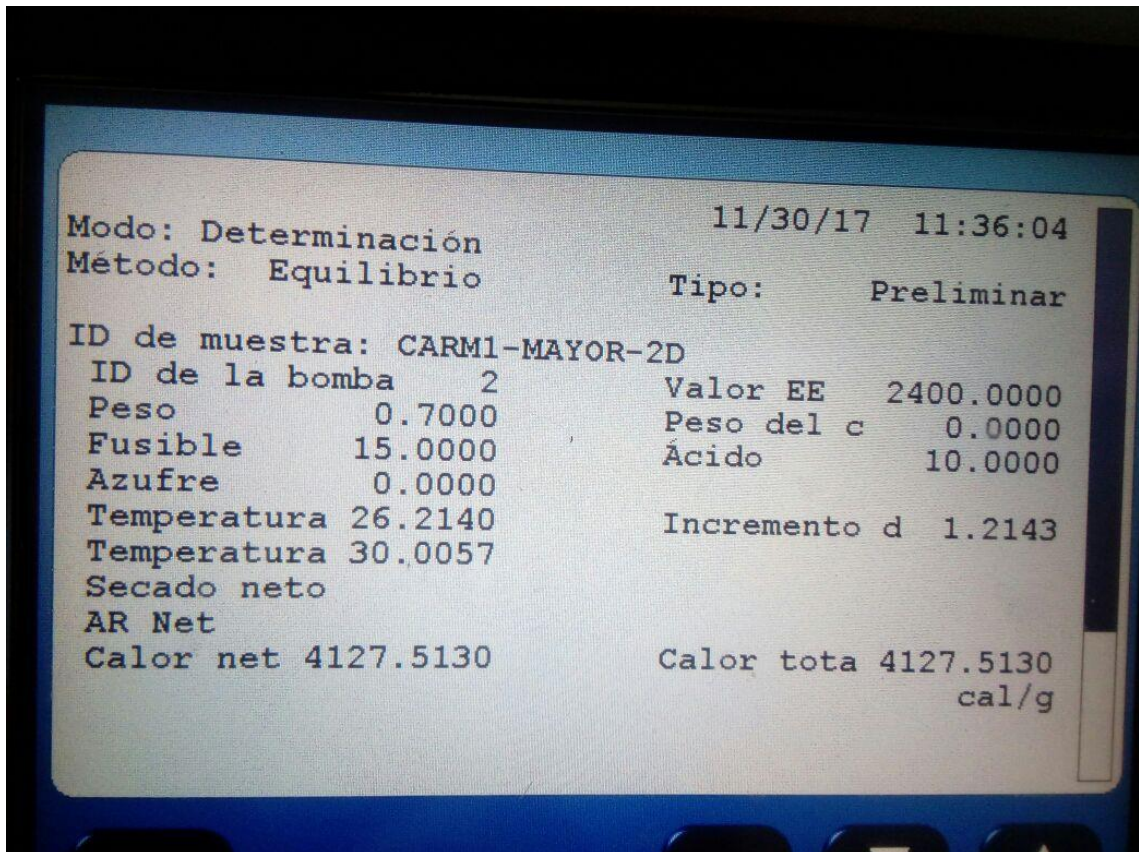 11/30/17 11:36:04
Modo: Determinación
Método: Equilibrio Tipo: Preliminar
ID de muestra: CARM1-MAYOR-2D
ID de la bomba 2 Valor EE 2400.0000
Peso 0.7000 Peso del c 0.0000
Fusible 15.0000 Ácido 10.0000
Azufre 0.0000
Temperatura 26.2140 Incremento d 1.2143
Temperatura 30.0057
Secado neto
AR Net
Calor net 4127.5130 Calor tota 4127.5130
cal/g